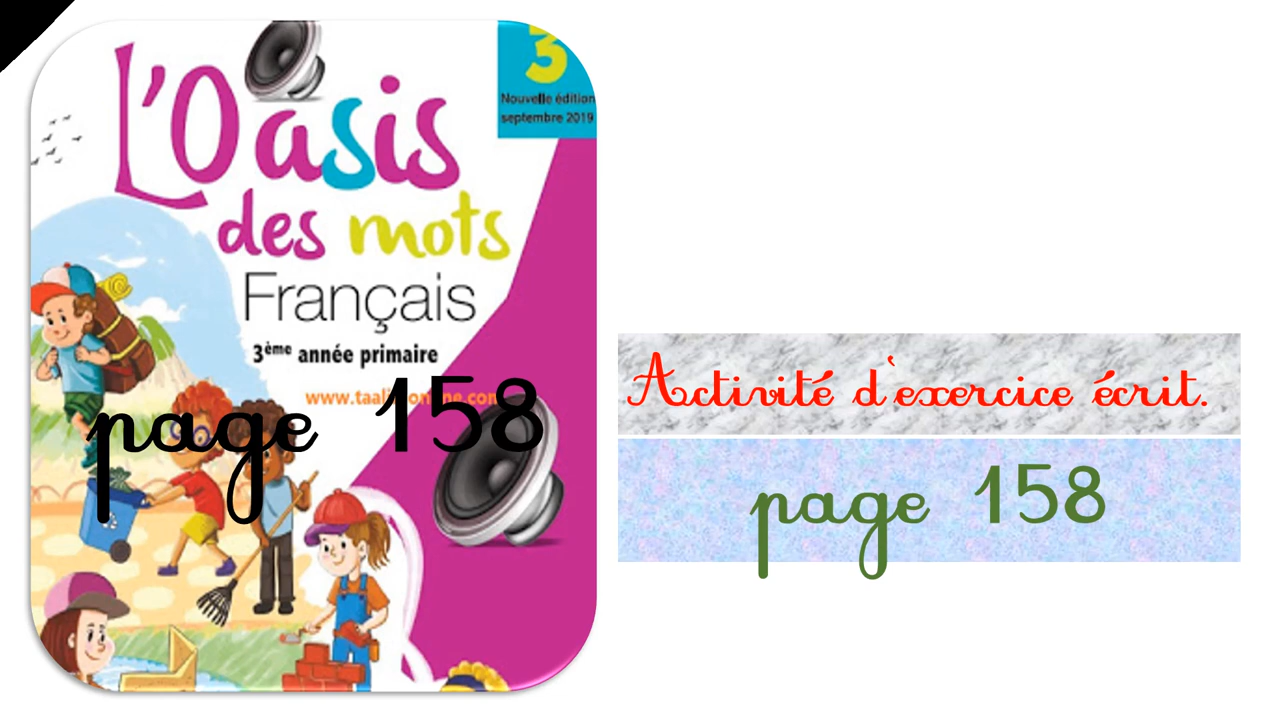 3
Nouvelle édition
septembre 2019
L'Oasis
des mots
Français
3ème année primaire
page 158
Activité d'exercice écrit.
page 158